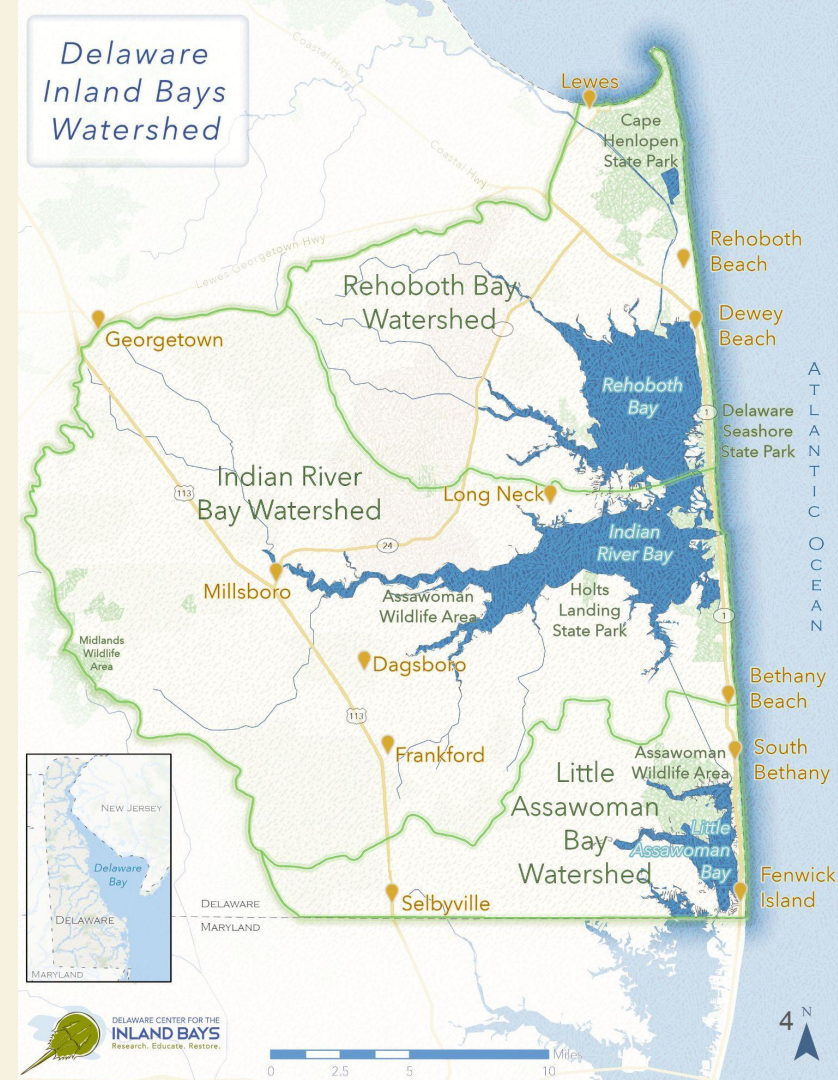 Delaware
Inland Bays
Watershed
Coastal Hwy
Lewes
Cape
Henlopen
State Park
Coastal Hwy
Rehoboth
Beach
Lewes Georgetown Hwy
Rehoboth Bay
Watershed
Dewey
Beach
Georgetown
Rehoboth
Bay
ATLANTIC OCEAN
1
Delaware
Seashore
State Park
Indian River
Bay Watershed
113
Long Neck
24
Indian
River Bay
Millsboro
Assawoman
Wildlife Area
Holts
Landing
State Park
1
Midlands
Wildlife
Area
Dagsboro
Bethany
Beach
113
Frankford
Assawoman
Wildlife Area
South
Bethany
Little
Assawoman
Bay
Watershed
Little
Assawoman
Bay
Fenwick
Island
Selbyville
DELAWARE
MARYLAND
NEW JERSEY
Delaware
Bay
DELAWARE
MARYLAND
DELAWARE CENTER FOR THE
INLAND BAYS
Research. Educate. Restore.
Miles
0 2.5 5 10
4
N